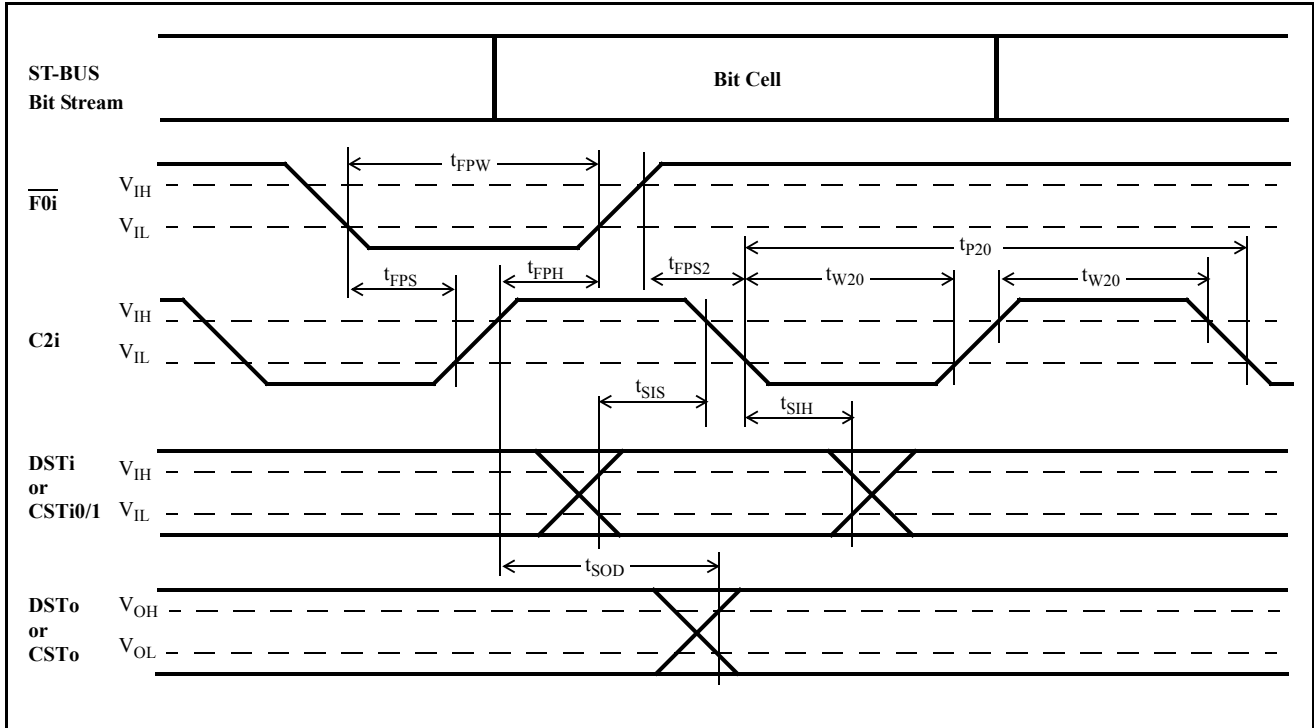 ST-BUS
Bit Stream
Bit Cell
tFPW
F0i
VIH
VIL
tFPS
tFPH
tFPS2
tP20
tW20
tW20
C2i
VIH
VIL
tSIS
tSIH
DSTi
or
CSTi0/1
VIH
VIL
tSOD
DSTo
or
CSTo
VOH
VOL